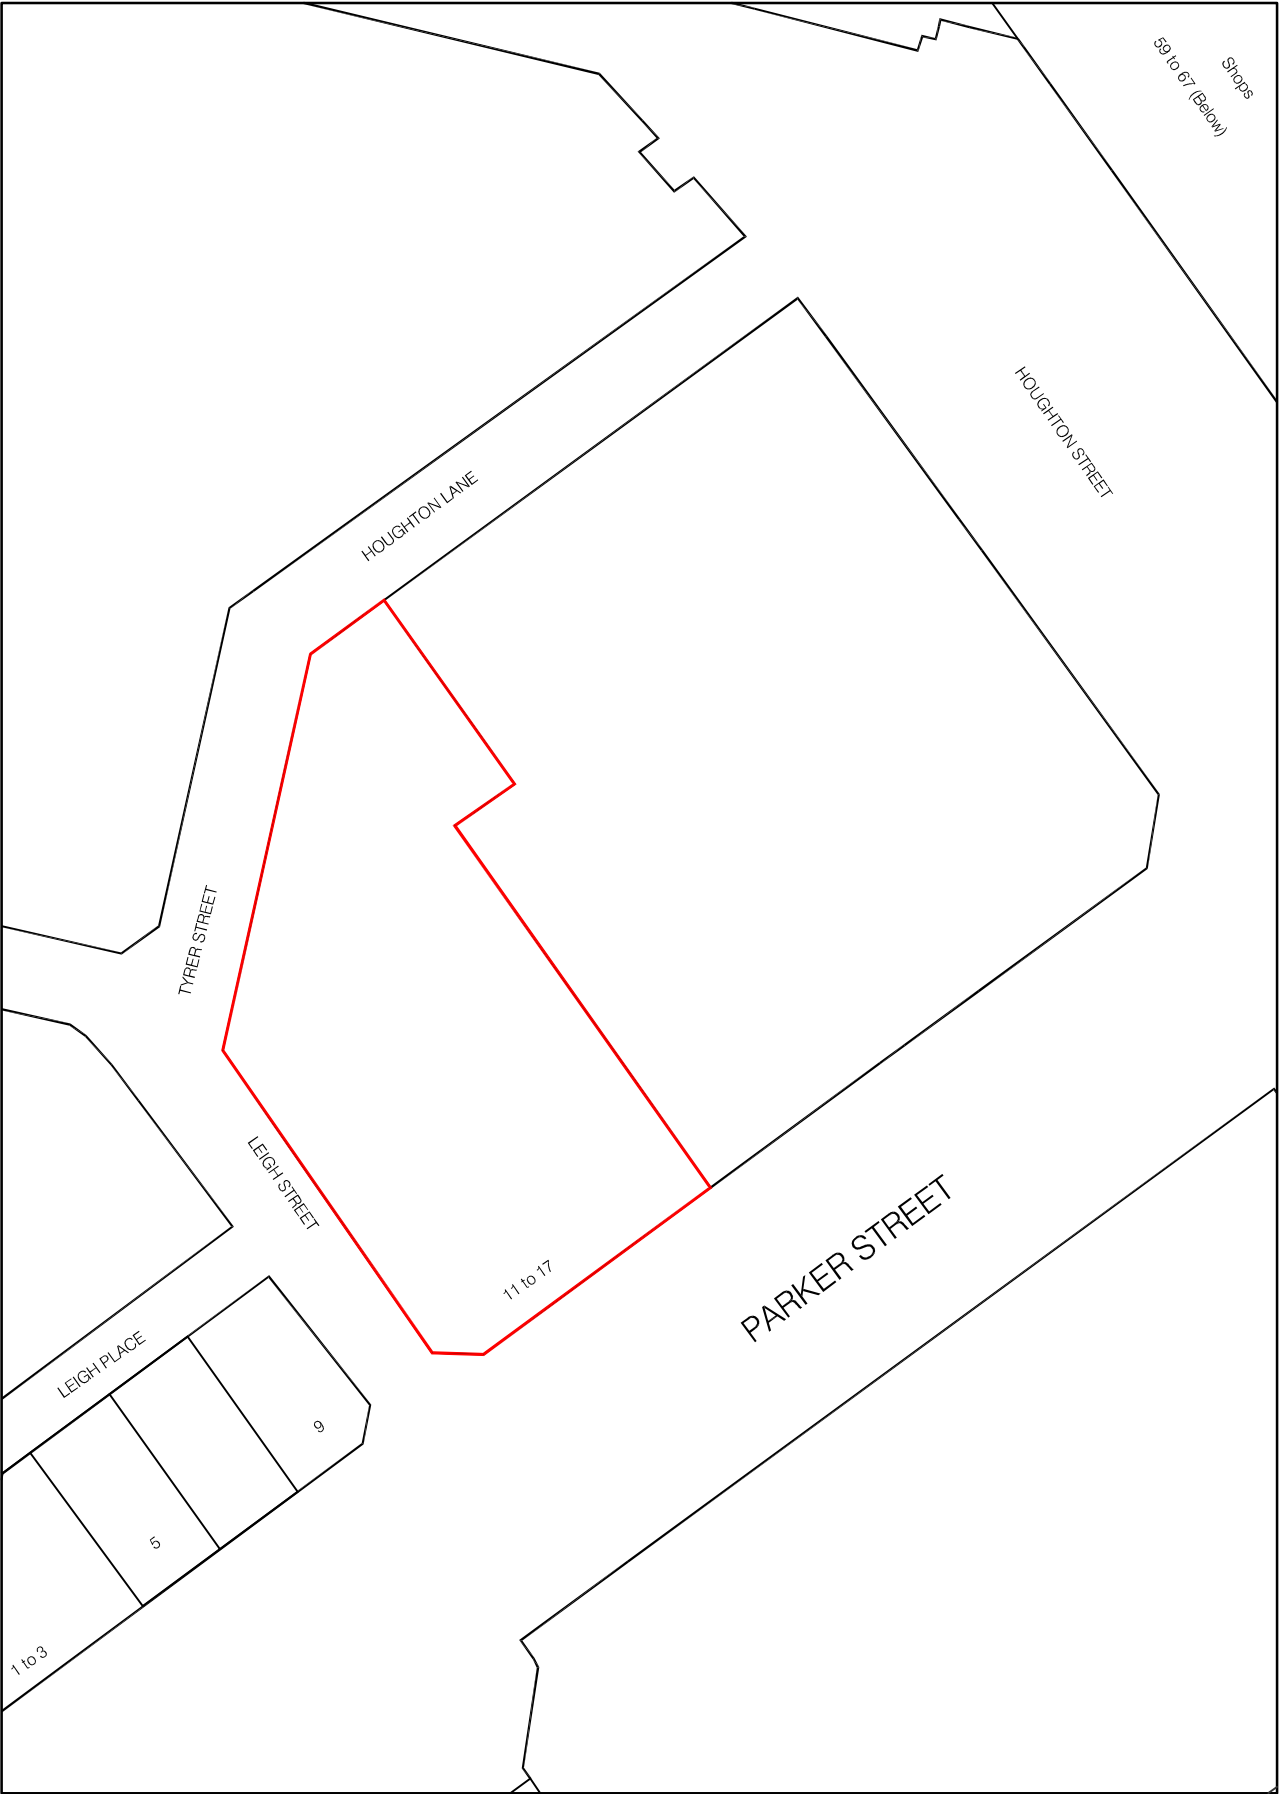 Shops
59 to 67 (Below)
HOUGHTON STREET
HOUGHTON LANE
TYRER STREET
LEIGH STREET
11 to 17
PARKER STREET
LEIGH PLACE
9
5
1 to 3